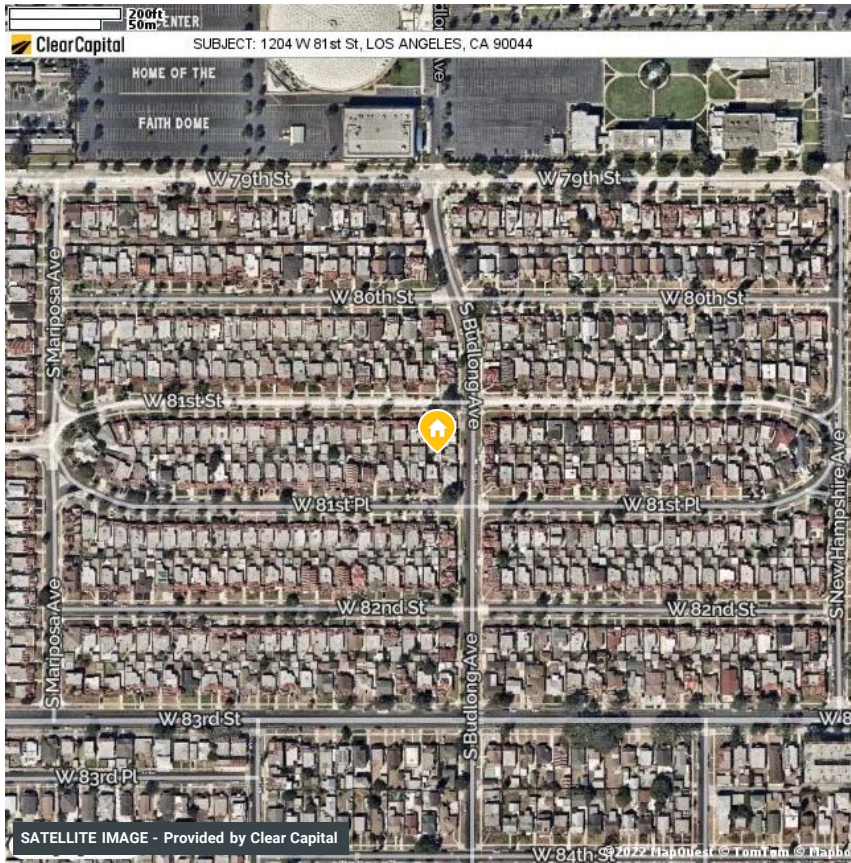 200ft
50m
CENTER
ClearCapital
SUBJECT: 1204 W 81st St, LOS ANGELES, CA 90044
HOME OF THE
FAITH DOME
W 79th St
W 79th St
S Mariposa Ave
W 80th St
W 80th St
S Budlong Ave
W 81st St
W 81st Pl
W 81st Pl
S New Hampshire Ave
W 82nd St
W 82nd St
S Mariposa Ave
S Budlong Ave
W 83rd St
W 8
W 83rd Pl
SATELLITE IMAGE - Provided by Clear Capital
W 84th St
©2022 MapQuest © TomTom © Mapbo